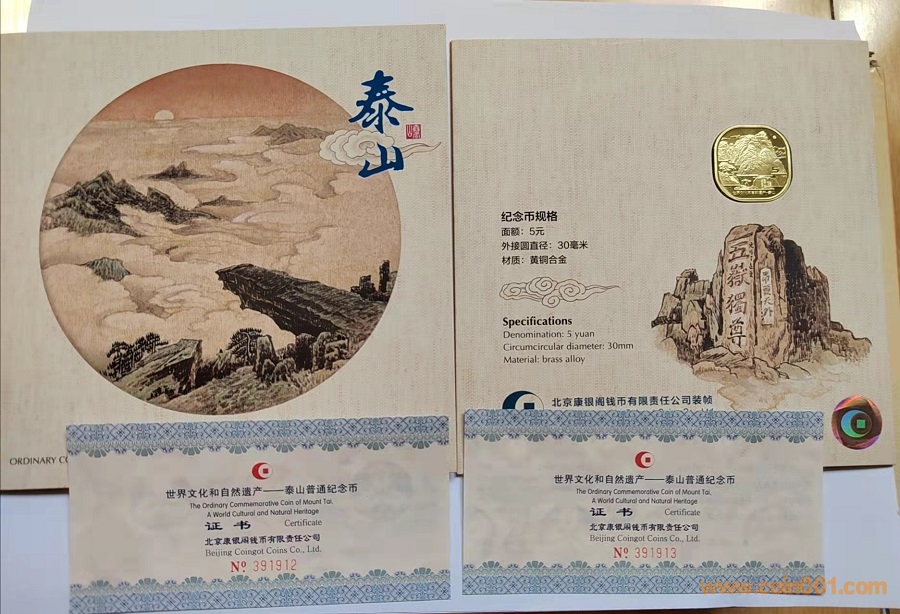 泰山
ORDINARY CO
纪念币规格
面额：5元
外接圆直径：30毫米
材质：黄铜合金
Specifications
Denomination: 5 yuan
Circumcircular diameter: 30mm
Material: brass alloy
五嶽獨尊
北京康银阁钱币有限责任公司装帧
世界文化和自然遗产——泰山普通纪念币
The Ordinary Commemorative Coin of Mount Tai,
A World Cultural and Natural Heritage
证书 Certificate
北京康银阁钱币有限责任公司
Beijing Coingot Coins Co., Ltd.
Nº 391912
世界文化和自然遗产——泰山普通纪念币
The Ordinary Commemorative Coin of Mount Tai,
A World Cultural and Natural Heritage
证书 Certificate
北京康银阁钱币有限责任公司
Beijing Coingot Coins Co., Ltd.
Nº 391913
www.coin001.com